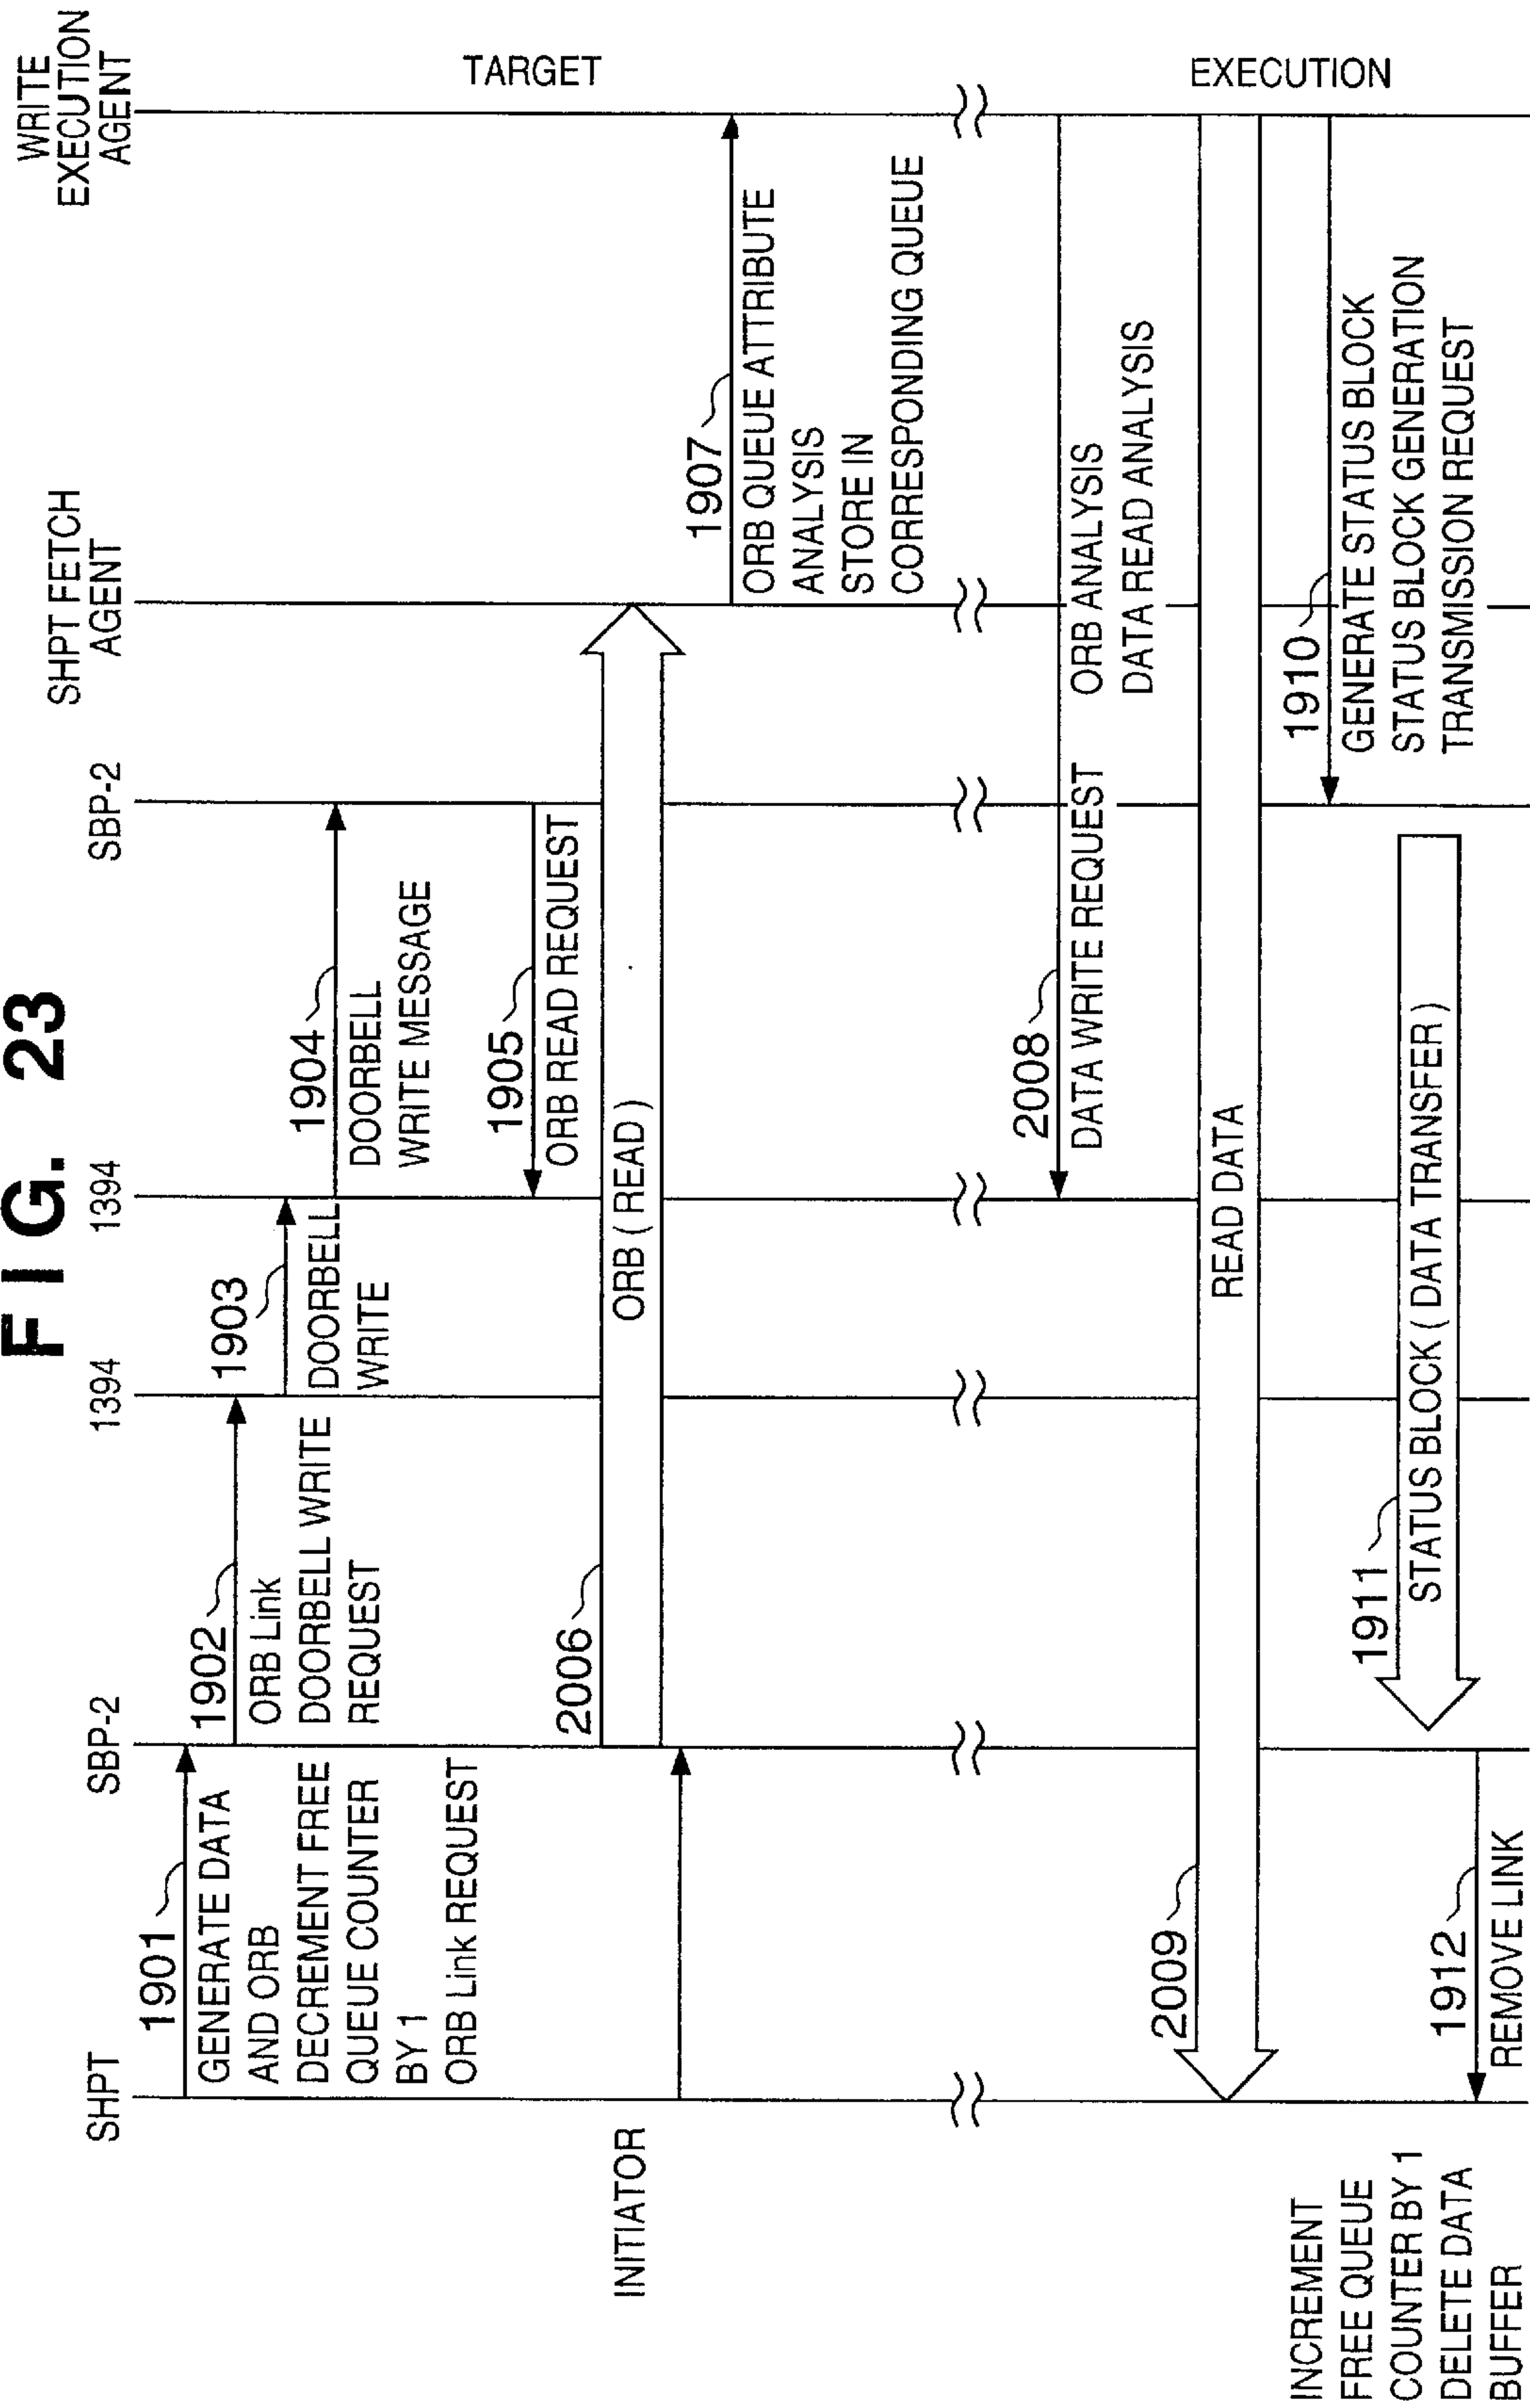 FIG. 23
SHPT
SBP-2
1394
1394
SBP-2
SHPT FETCH
AGENT
WRITE
EXECUTION
AGENT
1901
GENERATE DATA
AND ORB
DECREMENT FREE
QUEUE COUNTER
BY 1
ORB Link REQUEST
1902
ORB Link
DOORBELL WRITE
REQUEST
1903
DOORBELL
WRITE
1904
DOORBELL
WRITE MESSAGE
1905
ORB READ REQUEST
TARGET
INITIATOR
2006
ORB ( READ )
1907
ORB QUEUE ATTRIBUTE
ANALYSIS
STORE IN
CORRESPONDING QUEUE
2008
DATA WRITE REQUEST
ORB ANALYSIS
DATA READ ANALYSIS
EXECUTION
2009
READ DATA
1910
GENERATE STATUS BLOCK
STATUS BLOCK GENERATION
TRANSMISSION REQUEST
1911
STATUS BLOCK ( DATA TRANSFER )
1912
REMOVE LINK
INCREMENT
FREE QUEUE
COUNTER BY 1
DELETE DATA
BUFFER